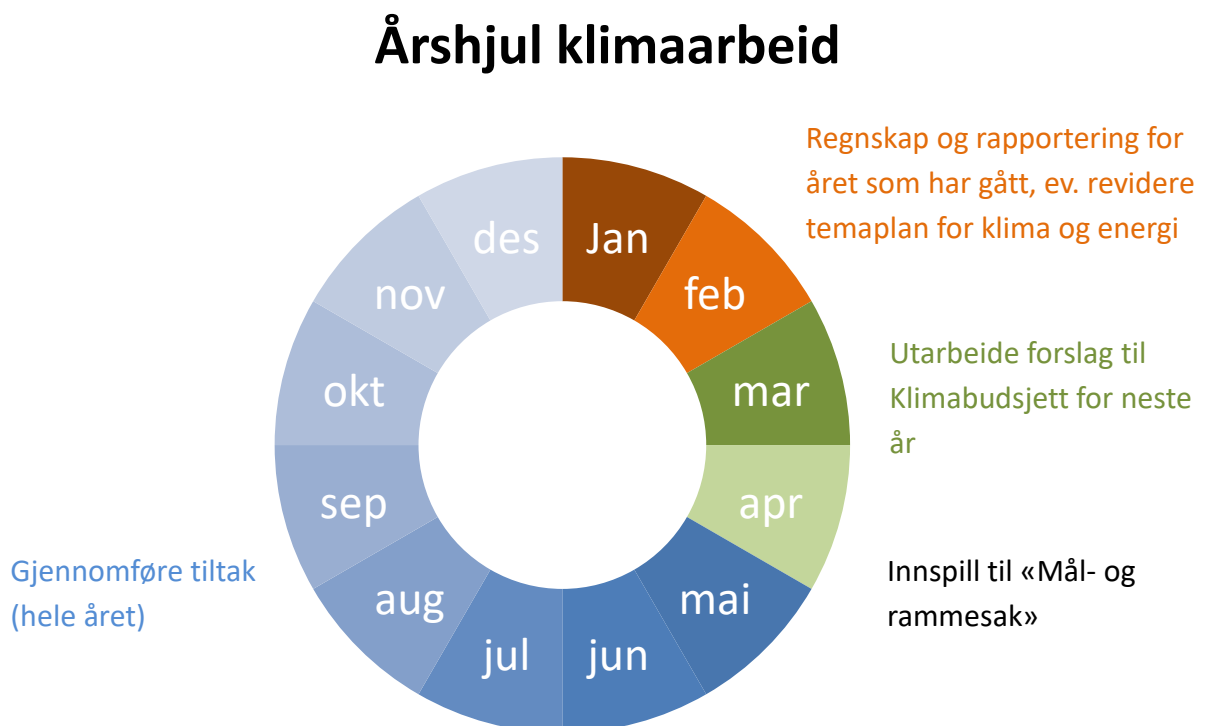 Årshjul klimaarbeid
Regnskap og rapportering for
året som har gått, ev. revidere
temaplan for klima og energi
Utarbeide forslag til
Klimabudsjett for neste
år
Innspill til «Mål- og
rammesak»
Gjennomføre tiltak
(hele året)
Jan
feb
mar
apr
mai
jun
jul
aug
sep
okt
nov
des